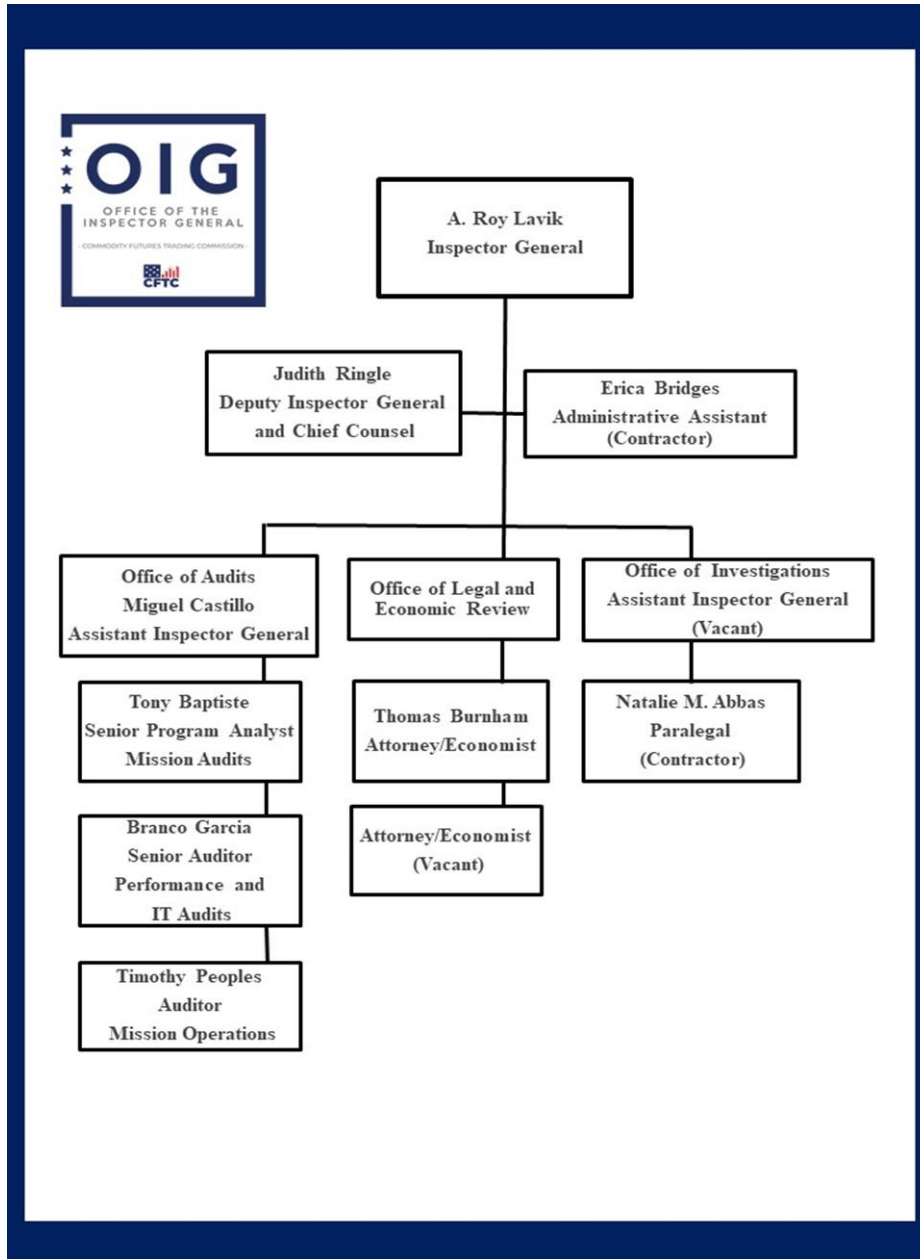 OIG
OFFICE OF THE
INSPECTOR GENERAL
- COMMODITY FUTURES TRADING COMMISSION -
CFTC
A. Roy Lavik
Inspector General
Judith Ringle
Deputy Inspector General
and Chief Counsel
Erica Bridges
Administrative Assistant
(Contractor)
Office of Audits
Miguel Castillo
Assistant Inspector General
Office of Legal and
Economic Review
Office of Investigations
Assistant Inspector General
(Vacant)
Tony Baptiste
Senior Program Analyst
Mission Audits
Thomas Burnham
Attorney/Economist
Natalie M. Abbas
Paralegal
(Contractor)
Branco Garcia
Senior Auditor
Performance and
IT Audits
Attorney/Economist
(Vacant)
Timothy Peoples
Auditor
Mission Operations